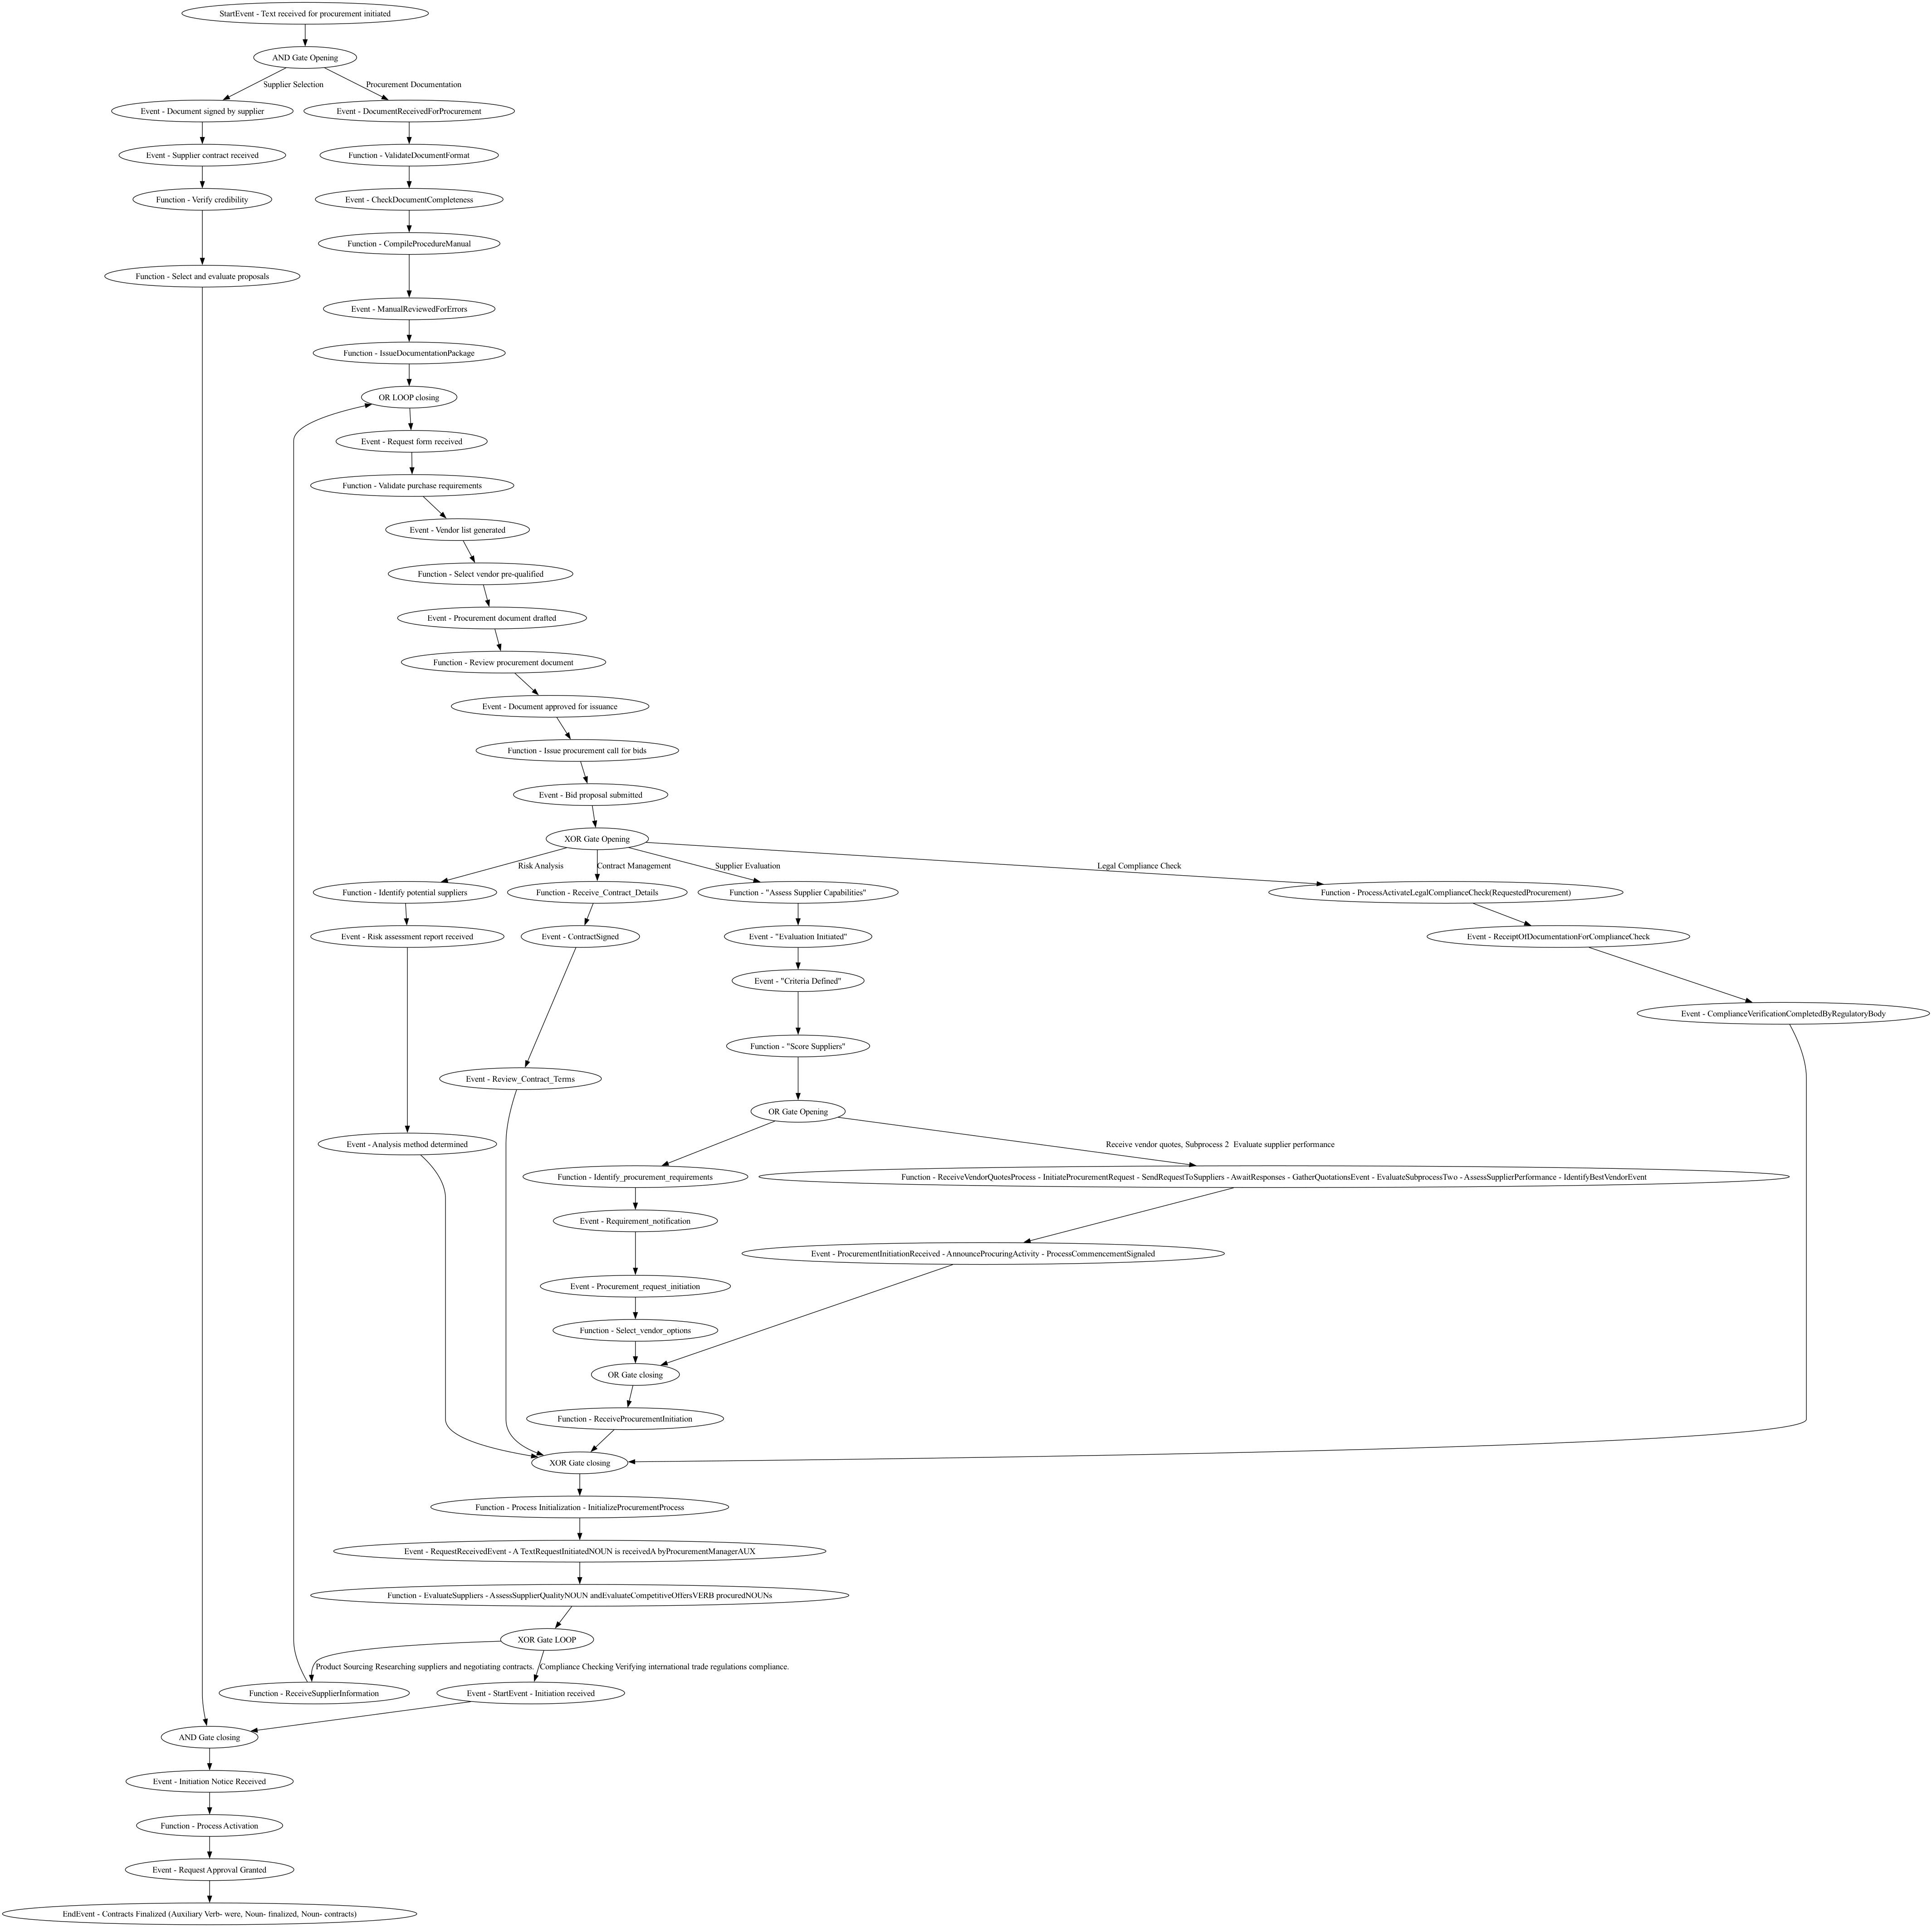 StartEvent - Text received for procurement initiated
AND Gate Opening
Supplier Selection
Procurement Documentation
Event - Document signed by supplier
Event - DocumentReceivedForProcurement
Event - Supplier contract received
Function - ValidateDocumentFormat
Function - Verify credibility
Event - CheckDocumentCompleteness
Function - CompileProcedureManual
Function - Select and evaluate proposals
Event - ManualReviewedForErrors
Function - IssueDocumentationPackage
OR LOOP closing
Event - Request form received
Function - Validate purchase requirements
Event - Vendor list generated
Function - Select vendor pre-qualified
Event - Procurement document drafted
Function - Review procurement document
Event - Document approved for issuance
Function - Issue procurement call for bids
Event - Bid proposal submitted
XOR Gate Opening
Risk Analysis
Contract Management
Supplier Evaluation
Legal Compliance Check
Function - Identify potential suppliers
Function - Receive_Contract_Details
Function - "Assess Supplier Capabilities"
Function - ProcessActivateLegalComplianceCheck(RequestedProcurement)
Event - Risk assessment report received
Event - ContractSigned
Event - "Evaluation Initiated"
Event - ReceiptOfDocumentationForComplianceCheck
Event - "Criteria Defined"
Event - ComplianceVerificationCompletedByRegulatoryBody
Function - "Score Suppliers"
Event - Review_Contract_Terms
OR Gate Opening
Event - Analysis method determined
Receive vendor quotes, Subprocess 2  Evaluate supplier performance
Function - Identify_procurement_requirements
Function - ReceiveVendorQuotesProcess - InitiateProcurementRequest - SendRequestToSuppliers - AwaitResponses - GatherQuotationsEvent - EvaluateSubprocessTwo - AssessSupplierPerformance - IdentifyBestVendorEvent
Event - Requirement_notification
Event - ProcurementInitiationReceived - AnnounceProcuringActivity - ProcessCommencementSignaled
Event - Procurement_request_initiation
Function - Select_vendor_options
OR Gate closing
Function - ReceiveProcurementInitiation
XOR Gate closing
Function - Process Initialization - InitializeProcurementProcess
Event - RequestReceivedEvent - A TextRequestInitiatedNOUN is receivedA byProcurementManagerAUX
Function - EvaluateSuppliers - AssessSupplierQualityNOUN andEvaluateCompetitiveOffersVERB procuredNOUNs
XOR Gate LOOP
Product Sourcing Researching suppliers and negotiating contracts.
Compliance Checking Verifying international trade regulations compliance.
Function - ReceiveSupplierInformation
Event - StartEvent - Initiation received
AND Gate closing
Event - Initiation Notice Received
Function - Process Activation
Event - Request Approval Granted
EndEvent - Contracts Finalized (Auxiliary Verb- were, Noun- finalized, Noun- contracts)